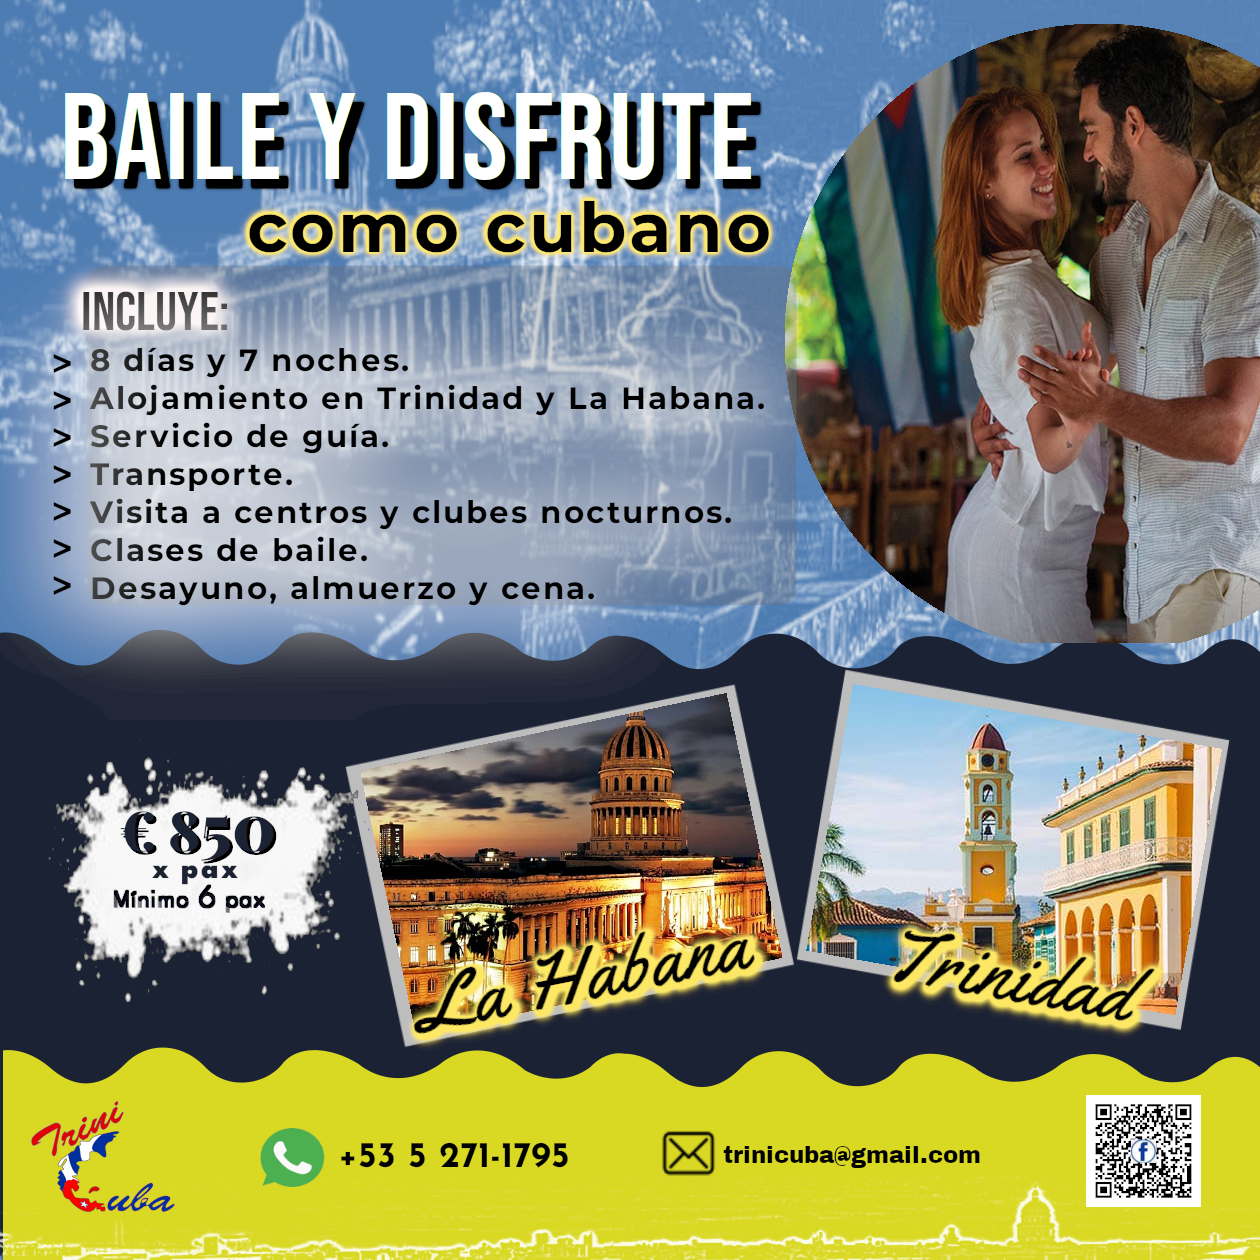 BAILE Y DISFRUTE
como cubano
INCLUYE:
> 8 días y 7 noches.
> Alojamiento en Trinidad y La Habana.
> Servicio de guía.
> Transporte.
> Visita a centros y clubes nocturnos.
> Clases de baile.
> Desayuno, almuerzo y cena.
€ 850
x pax
Mínimo 6 pax
La Habana
Trinidad
Trini
Cuba
+53 5 271-1795
trinicuba@gmail.com